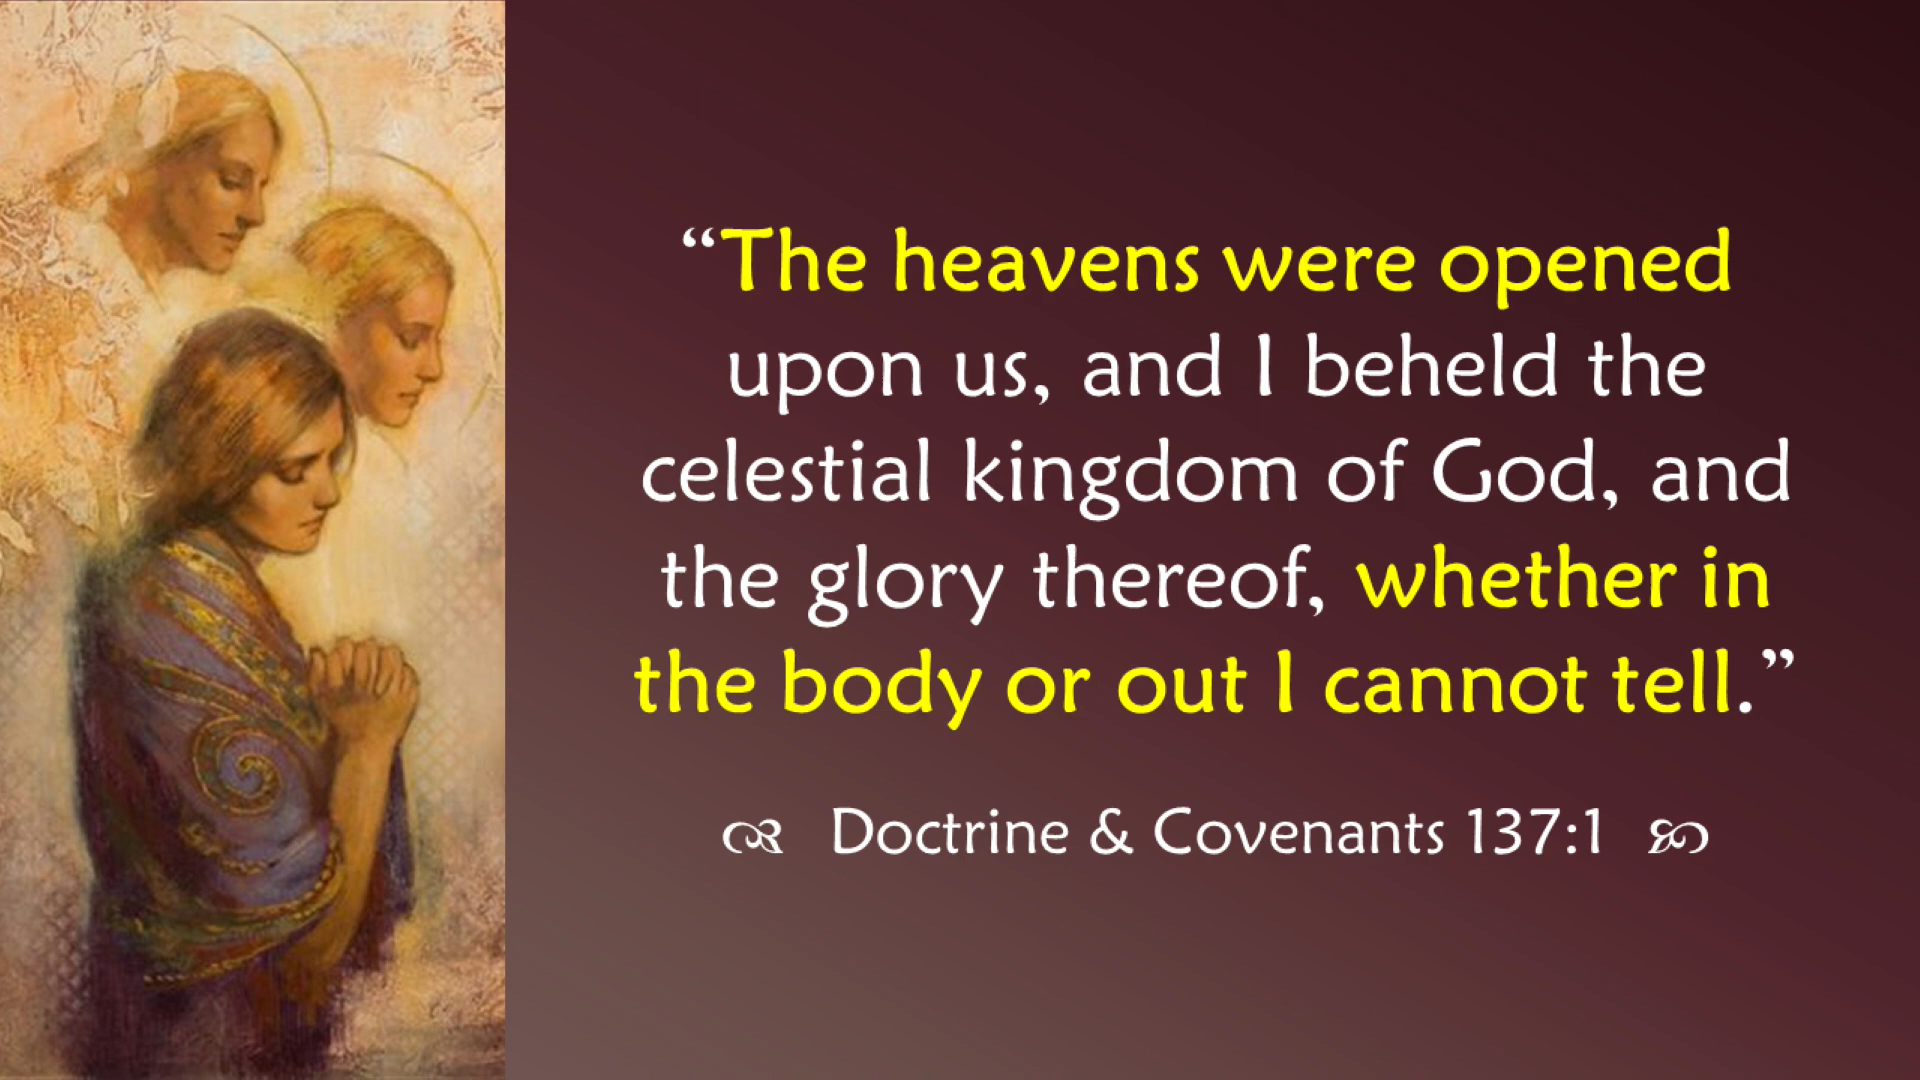 “The heavens were opened
upon us, and I beheld the
celestial kingdom of God, and
the glory thereof, whether in
the body or out I cannot tell.”
Doctrine & Covenants 137:1